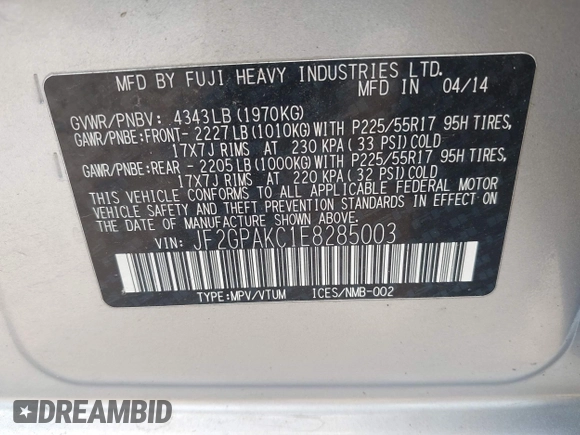 MFD BY FUJI HEAVY INDUSTRIES LTD.
MFD IN 04/14
GVWR/PNBV: 4343LB(1970KG)
GAWR/PNBE:FRONT- 2227LB(1010KG)WITH P225/55R17 95H TIRES,
17X7J RIMS AT 230 KPA(33 PSI)COLD
GAWR/PNBE:REAR - 2205LB(1000KG)WITH P225/55R17 95H TIRES,
17X7J RIMS AT 220 KPA(32 PSI)COLD
THIS VEHICLE CONFORMS TO ALL APPLICABLE FEDERAL MOTOR
VEHICLE SAFETY AND THEFT PREVENTION STANDARDS IN EFFECT ON
THE DATE OF MANUFACTURE SHOWN ABOVE.
VIN: JF2GPAKC1E8285003
TYPE:MPV/VTUM ICES/NMB-002
DREAMBID